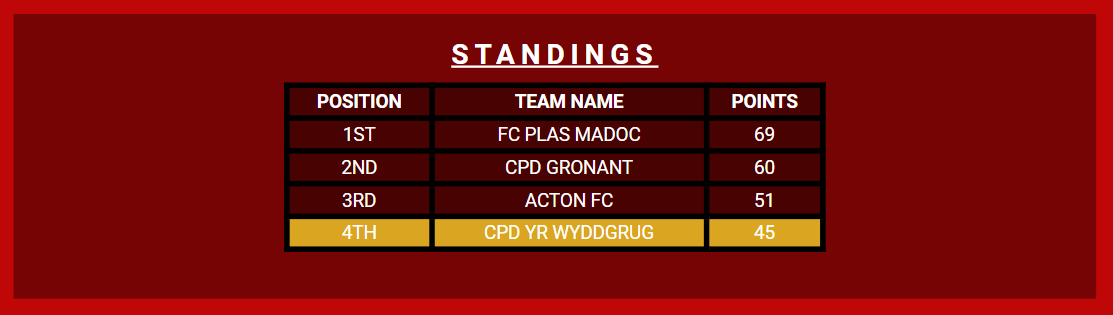 STANDINGS
POSITION TEAM NAME POINTS
1ST FC PLAS MADOC 69
2ND CPD GRONANT 60
3RD ACTON FC 51
4TH CPD YR WYDDGRUG 45